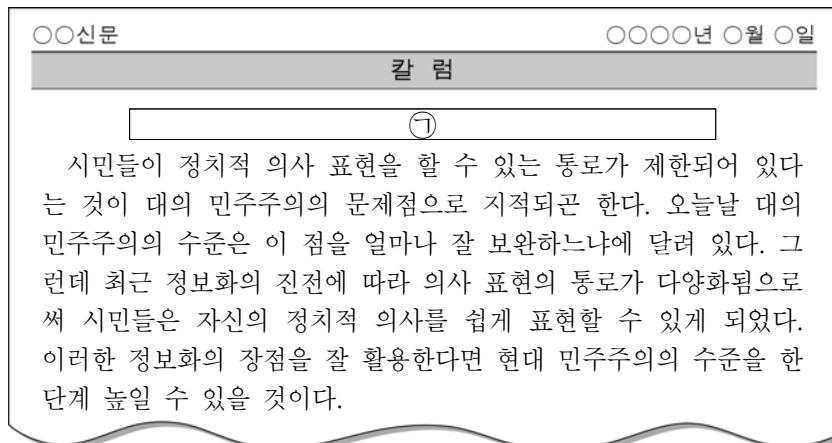 ○○신문 ○○○○년 ○월 ○일
칼 럼
㉠
시민들이 정치적 의사 표현을 할 수 있는 통로가 제한되어 있다
는 것이 대의 민주주의의 문제점으로 지적되곤 한다. 오늘날 대의
민주주의의 수준은 이 점을 얼마나 잘 보완하느냐에 달려 있다. 그
런데 최근 정보화의 진전에 따라 의사 표현의 통로가 다양화됨으로
써 시민들은 자신의 정치적 의사를 쉽게 표현할 수 있게 되었다.
이러한 정보화의 장점을 잘 활용한다면 현대 민주주의의 수준을 한
단계 높일 수 있을 것이다.